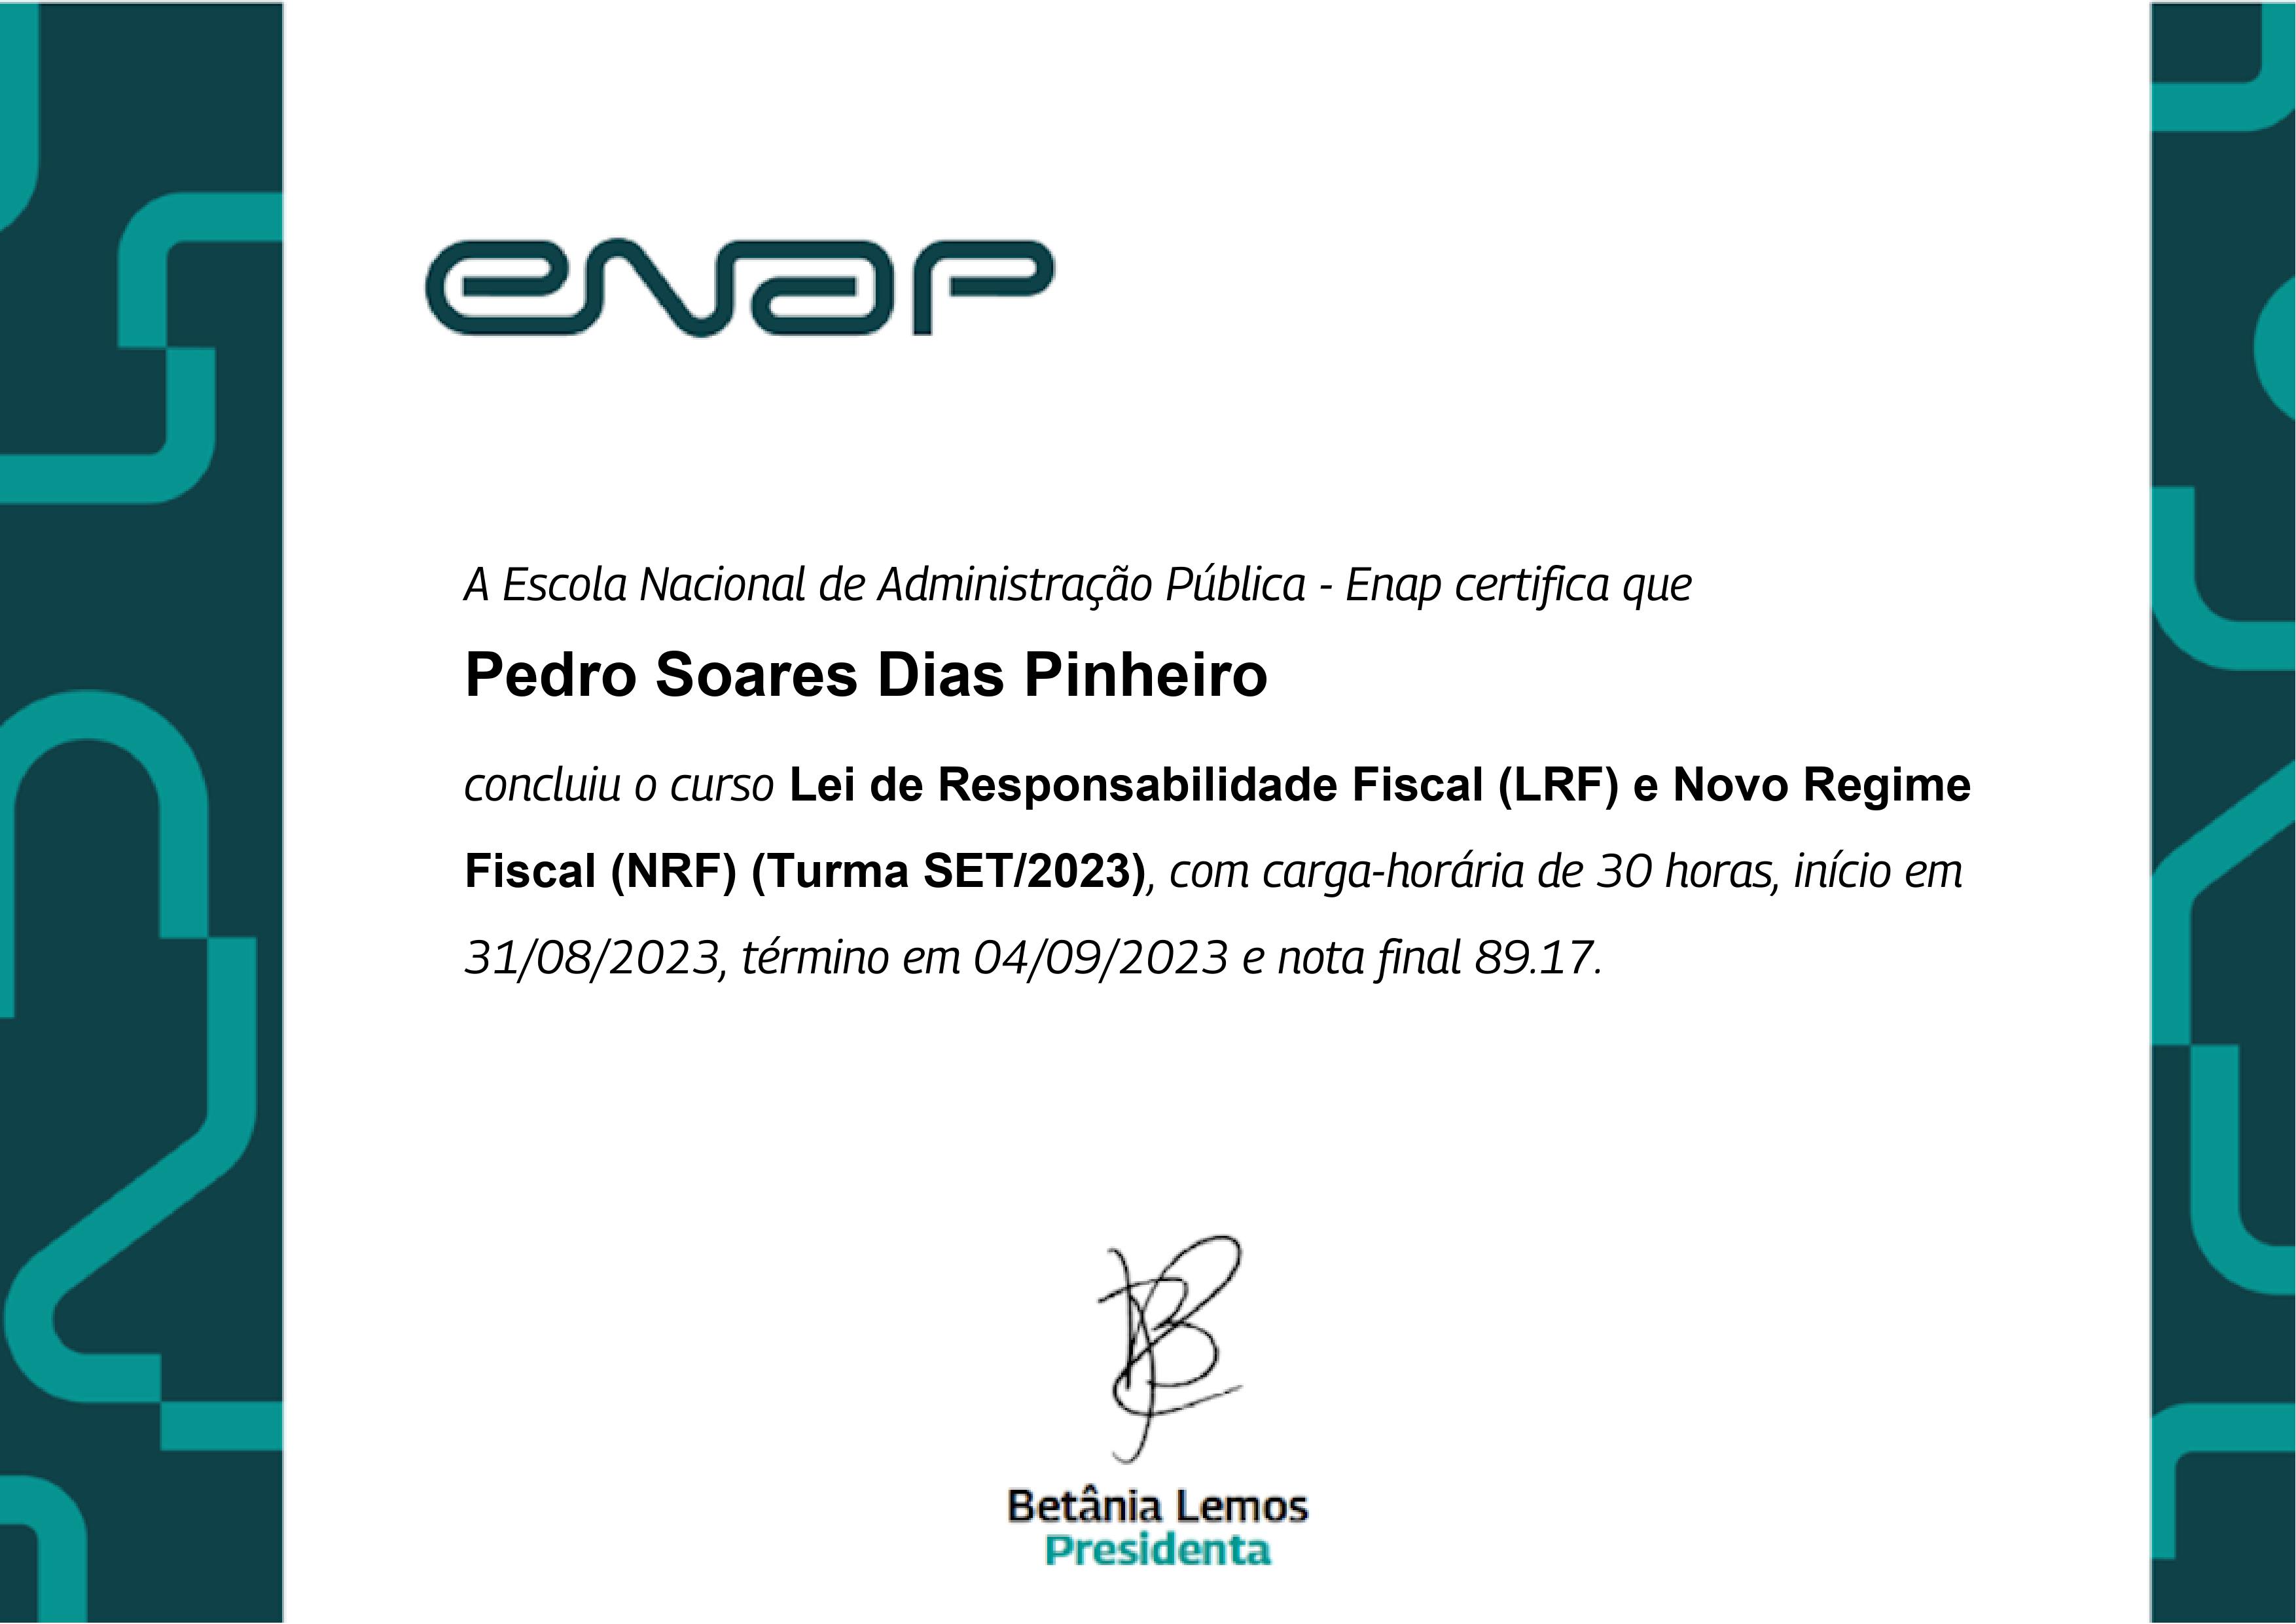 enap
A Escola Nacional de Administração Pública - Enap certifica que
Pedro Soares Dias Pinheiro
concluiu o curso Lei de Responsabilidade Fiscal (LRF) e Novo Regime
Fiscal (NRF) (Turma SET/2023), com carga-horária de 30 horas, início em
31/08/2023, término em 04/09/2023 e nota final 89.17.
Betânia Lemos
Presidenta